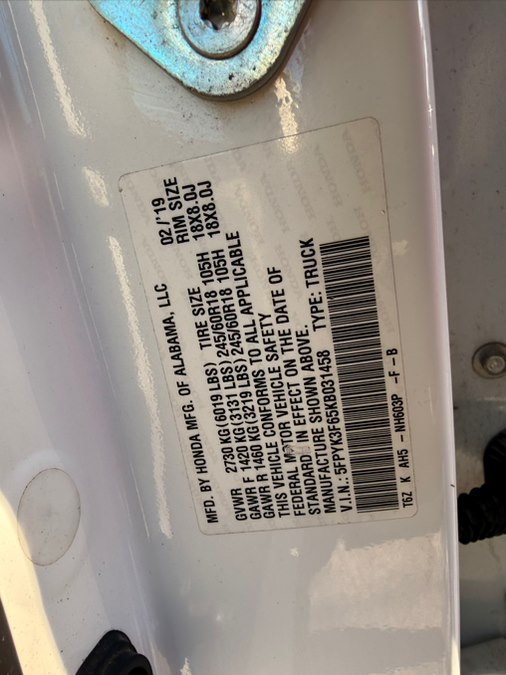 MFD. BY HONDA MFG. OF ALABAMA, LLC 02 / '19
GVWR 2730 KG (6019 LBS) TIRE SIZE RIM SIZE
GAWR F 1420 KG (3131 LBS) 245/60R18 105H 18X8.0J
GAWR R 1460 KG (3219 LBS) 245/60R18 105H 18X8.0J
THIS VEHICLE CONFORMS TO ALL APPLICABLE
FEDERAL MOTOR VEHICLE SAFETY
STANDARDS IN EFFECT ON THE DATE OF
MANUFACTURE SHOWN ABOVE.
V.I.N.: 5FPYK3F65KB031458 TYPE: TRUCK
T6Z K AH5 - NH603P - F - B
HONDA HONDA